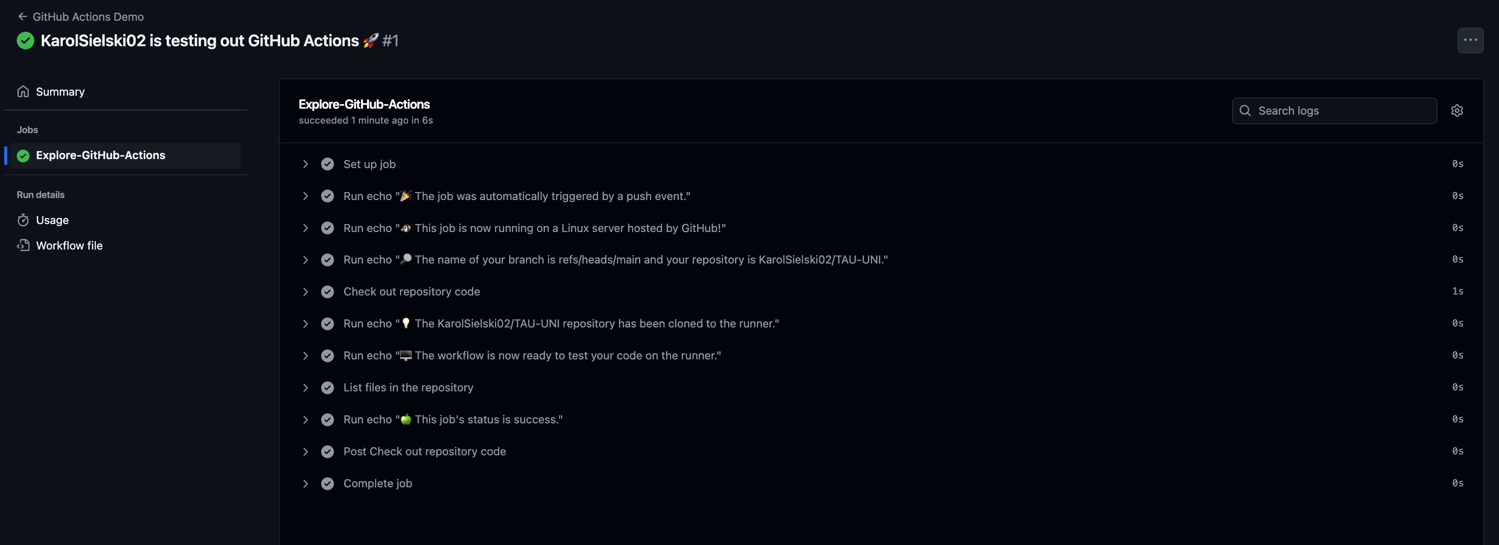 GitHub Actions Demo
KarolSielski02 is testing out GitHub Actions 🚀 #1
Summary
Jobs
Explore-GitHub-Actions
Run details
Usage
Workflow file
Explore-GitHub-Actions
succeeded 1 minute ago in 6s
Search logs
Set up job 0s
Run echo "🎉 The job was automatically triggered by a push event." 0s
Run echo "🐧 This job is now running on a Linux server hosted by GitHub!" 0s
Run echo "🔎 The name of your branch is refs/heads/main and your repository is KarolSielski02/TAU-UNI." 0s
Check out repository code 1s
Run echo "💡 The KarolSielski02/TAU-UNI repository has been cloned to the runner." 0s
Run echo "🖥️ The workflow is now ready to test your code on the runner." 0s
List files in the repository 0s
Run echo "🍏 This job's status is success." 0s
Post Check out repository code 0s
Complete job 0s